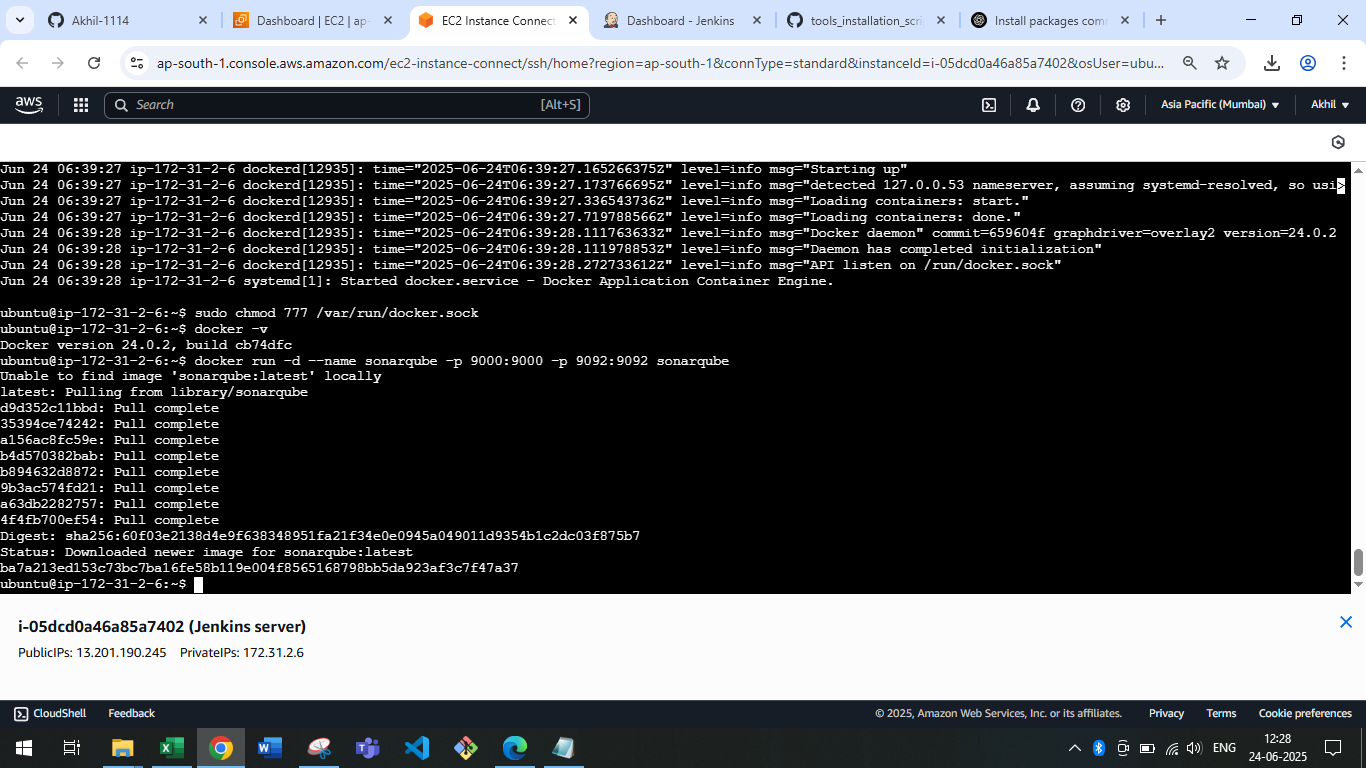 Akhil-1114
Dashboard | EC2 | ap-
EC2 Instance Connect
Dashboard - Jenkins
tools_installation_scri
Install packages com
ap-south-1.console.aws.amazon.com/ec2-instance-connect/ssh/home?region=ap-south-1&connType=standard&instanceId=i-05dcd0a46a85a7402&osUser=ubu...
aws
Search
[Alt+S]
Asia Pacific (Mumbai)
Akhil
Jun 24 06:39:27 ip-172-31-2-6 dockerd[12935]: time="2025-06-24T06:39:27.165266375Z" level=info msg="Starting up"
Jun 24 06:39:27 ip-172-31-2-6 dockerd[12935]: time="2025-06-24T06:39:27.173766695Z" level=info msg="detected 127.0.0.53 nameserver, assuming systemd-resolved, so usi>
Jun 24 06:39:27 ip-172-31-2-6 dockerd[12935]: time="2025-06-24T06:39:27.336543736Z" level=info msg="Loading containers: start."
Jun 24 06:39:27 ip-172-31-2-6 dockerd[12935]: time="2025-06-24T06:39:27.719788566Z" level=info msg="Loading containers: done."
Jun 24 06:39:28 ip-172-31-2-6 dockerd[12935]: time="2025-06-24T06:39:28.111763633Z" level=info msg="Docker daemon" commit=659604f graphdriver=overlay2 version=24.0.2
Jun 24 06:39:28 ip-172-31-2-6 dockerd[12935]: time="2025-06-24T06:39:28.111978853Z" level=info msg="Daemon has completed initialization"
Jun 24 06:39:28 ip-172-31-2-6 dockerd[12935]: time="2025-06-24T06:39:28.272733612Z" level=info msg="API listen on /run/docker.sock"
Jun 24 06:39:28 ip-172-31-2-6 systemd[1]: Started docker.service - Docker Application Container Engine.
ubuntu@ip-172-31-2-6:~$ sudo chmod 777 /var/run/docker.sock
ubuntu@ip-172-31-2-6:~$ docker -v
Docker version 24.0.2, build cb74dfc
ubuntu@ip-172-31-2-6:~$ docker run -d --name sonarqube -p 9000:9000 -p 9092:9092 sonarqube
Unable to find image 'sonarqube:latest' locally
latest: Pulling from library/sonarqube
d9d352c11bbd: Pull complete
35394ce74242: Pull complete
a156ac8fc59e: Pull complete
b4d570382bab: Pull complete
b894632d8872: Pull complete
9b3ac574fd21: Pull complete
a63db2282757: Pull complete
4f4fb700ef54: Pull complete
Digest: sha256:60f03e2138d4e9f638348951fa21f34e0e0945a049011d9354b1c2dc03f875b7
Status: Downloaded newer image for sonarqube:latest
ba7a213ed153c73bc7ba16fe58b119e004f8565168798bb5da923af3c7f47a37
ubuntu@ip-172-31-2-6:~$
i-05dcd0a46a85a7402 (Jenkins server)
PublicIPs: 13.201.190.245 PrivateIPs: 172.31.2.6
CloudShell
Feedback
© 2025, Amazon Web Services, Inc. or its affiliates.
Privacy
Terms
Cookie preferences
ENG
12:28
24-06-2025